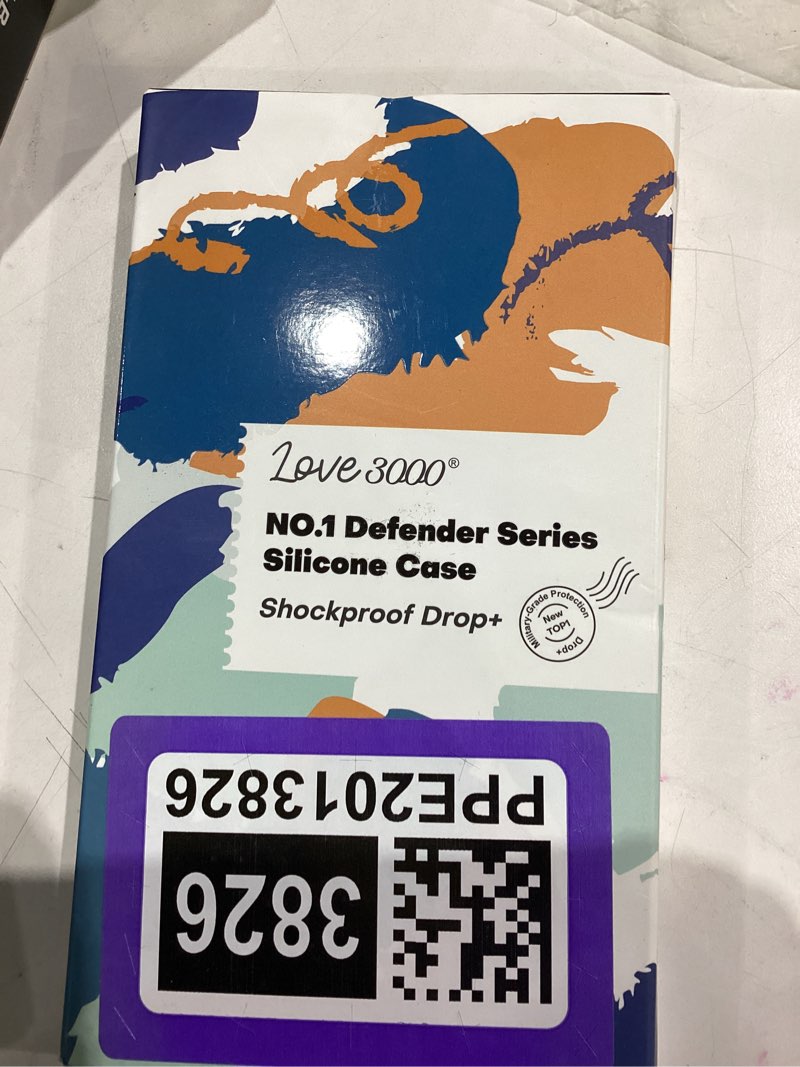 Love 3000®
NO.1 Defender Series
Silicone Case
Shockproof Drop+
Military-Grade Protection
New
TOP1
Drop+
PPE2013826
3826